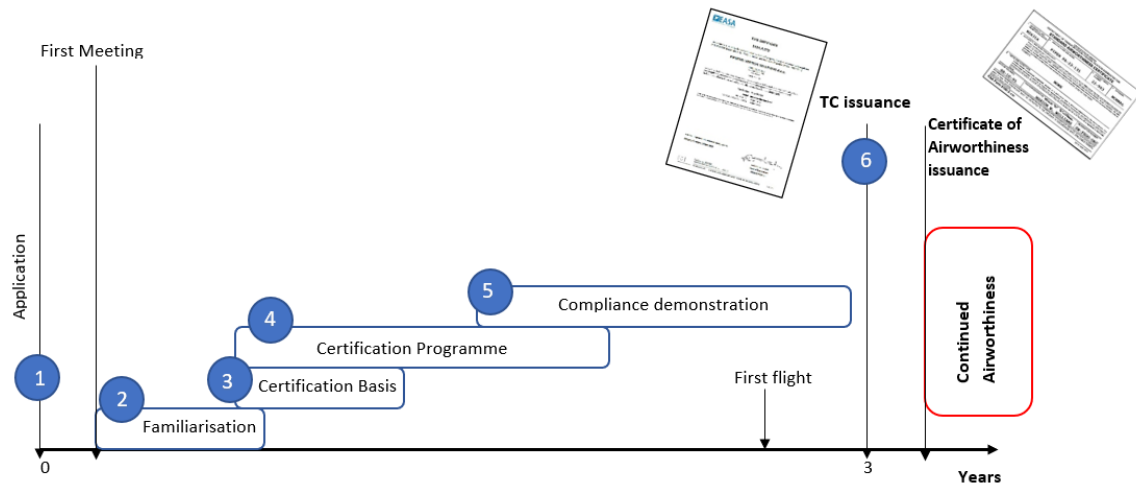 First Meeting
EASA
TC issuance
Certificate of
Airworthiness
issuance
6
Application
5
Compliance demonstration
4
Certification Programme
Continued
Airworthiness
1
3
Certification Basis
First flight
2
Familiarisation
0
3
Years